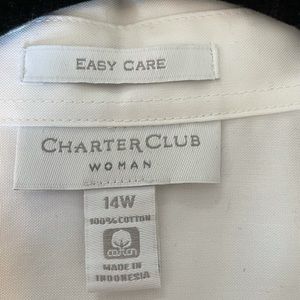 EASY CARE
CHARTER CLUB
WOMAN
14W
100% COTTON
COTTON
MADE IN
INDONESIA